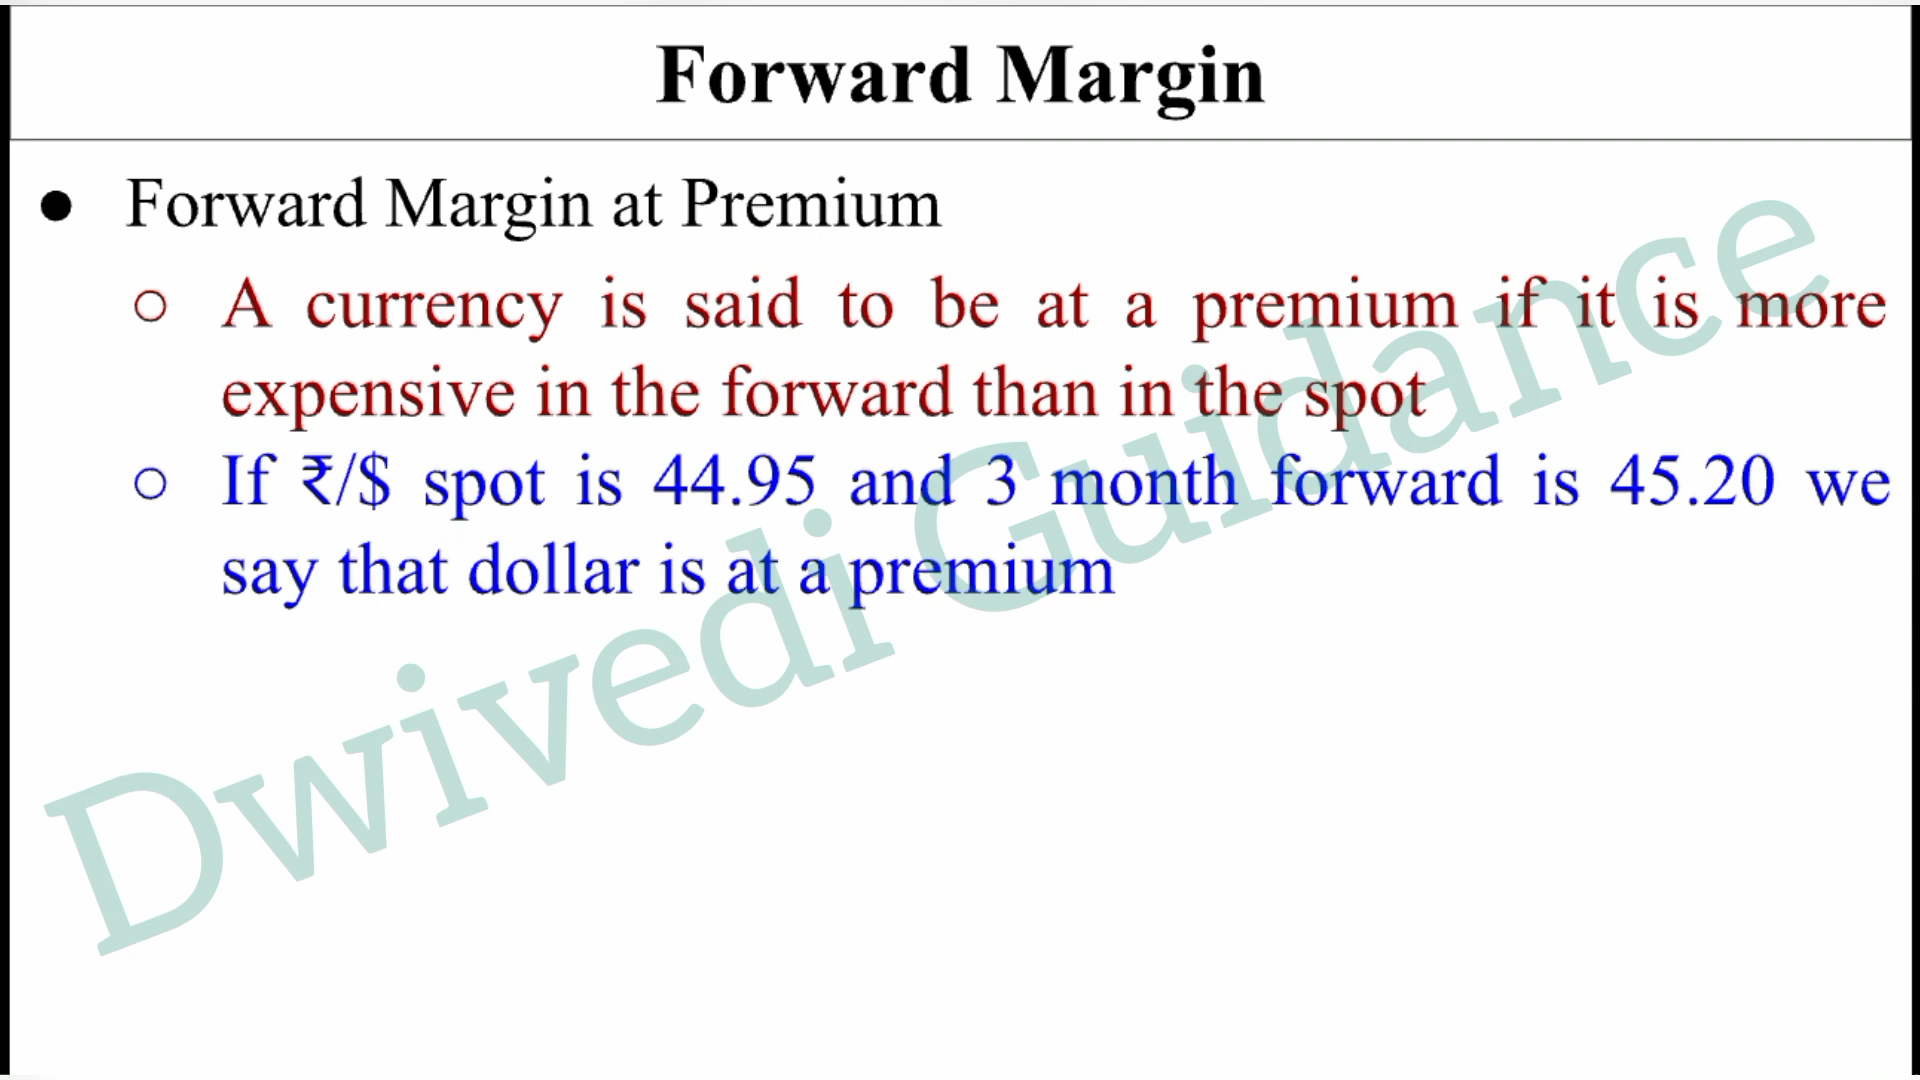 Forward Margin
● Forward Margin at Premium
○ A currency is said to be at a premium if it is more
expensive in the forward than in the spot
○ If ₹/$ spot is 44.95 and 3 month forward is 45.20 we
say that dollar is at a premium
Dwivedi Guidance